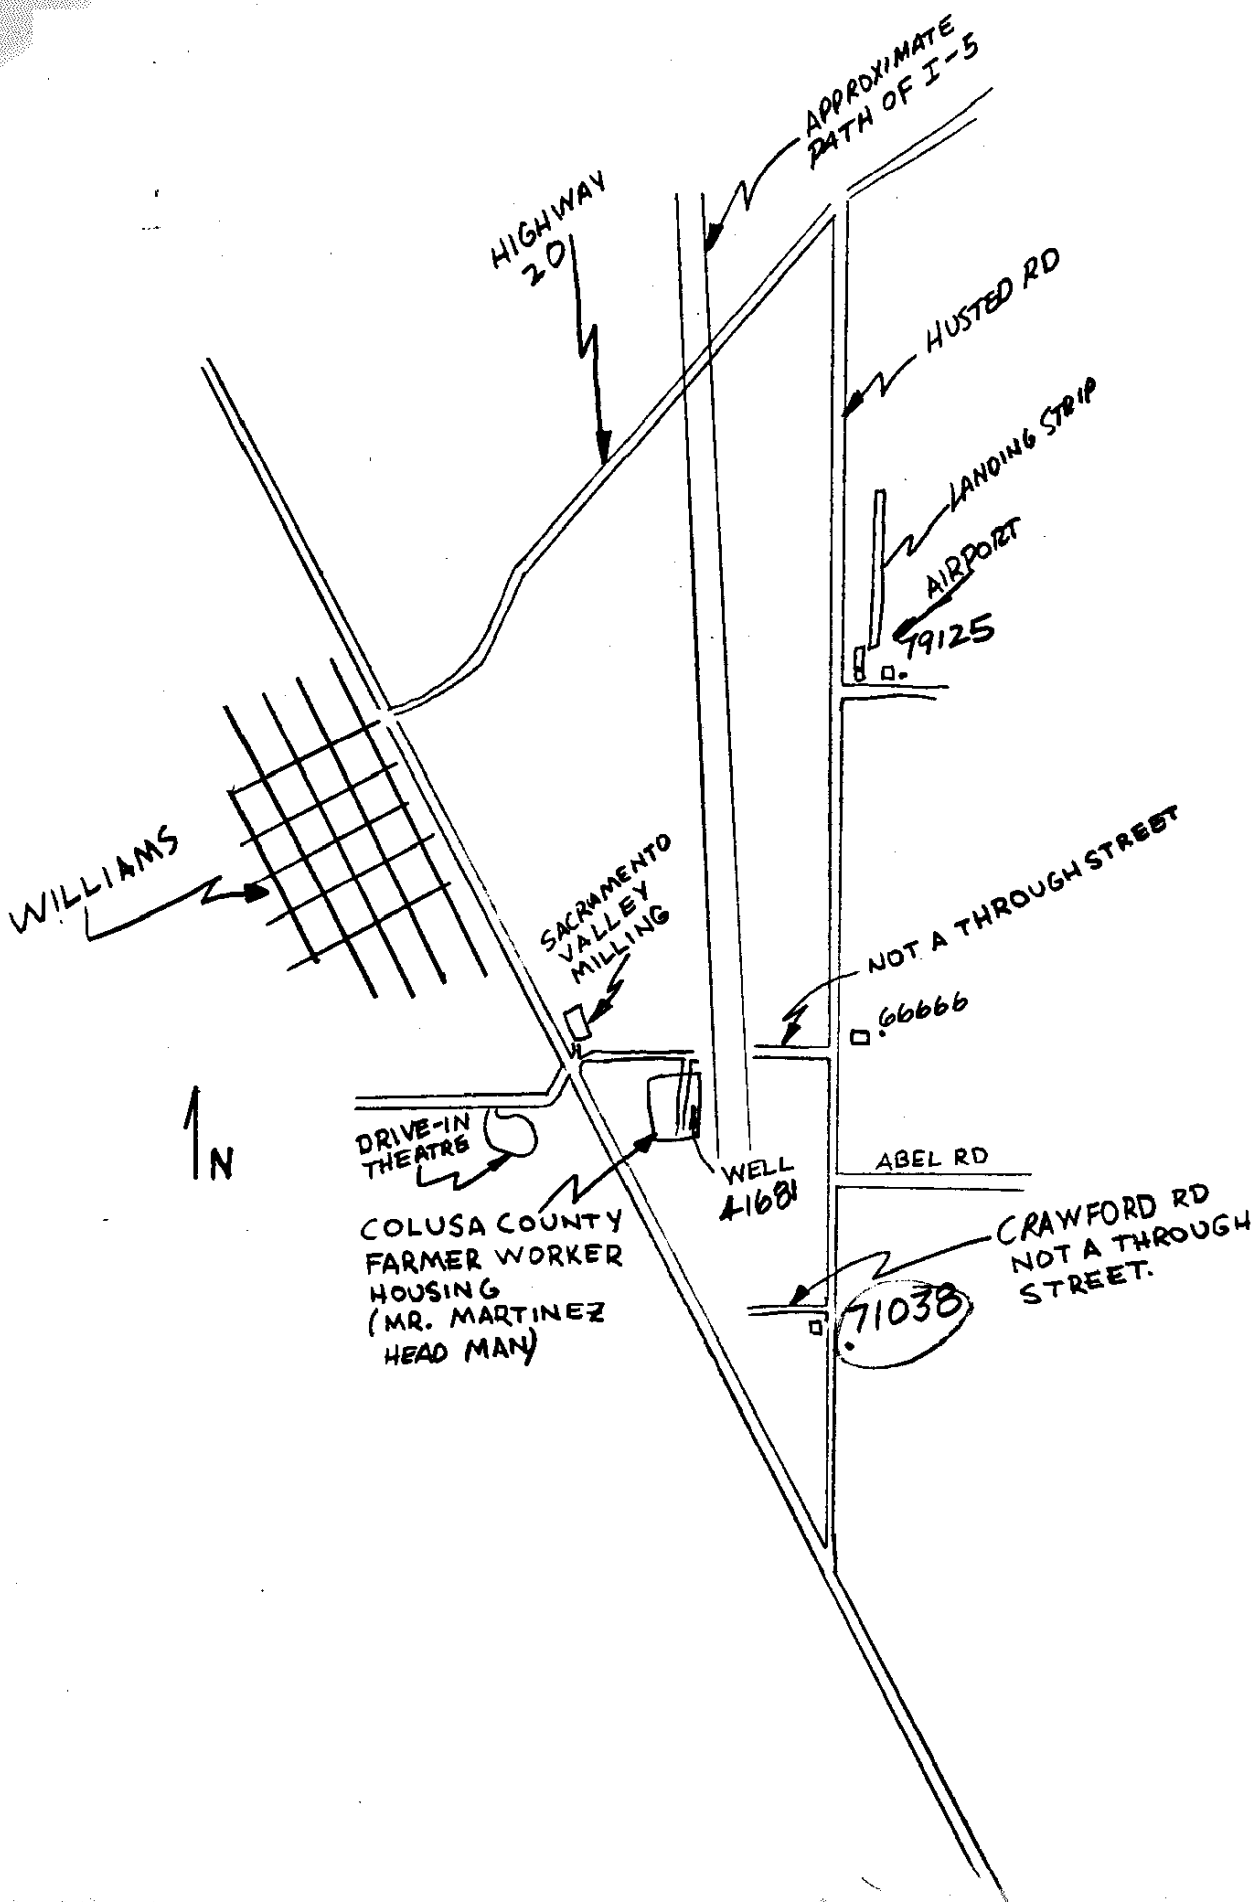 APPROXIMATE
PATH OF I-5
HIGHWAY
20
HUSTED RD
LANDING STRIP
AIRPORT
79125
WILLIAMS
SACRAMENTO
VALLEY
MILLING
NOT A THROUGH STREET
66666
N
DRIVE-IN
THEATRE
WELL
41681
ABEL RD
COLUSA COUNTY
FARMER WORKER
HOUSING
(MR. MARTINEZ
HEAD MAN)
CRAWFORD RD
NOT A THROUGH
STREET.
71038